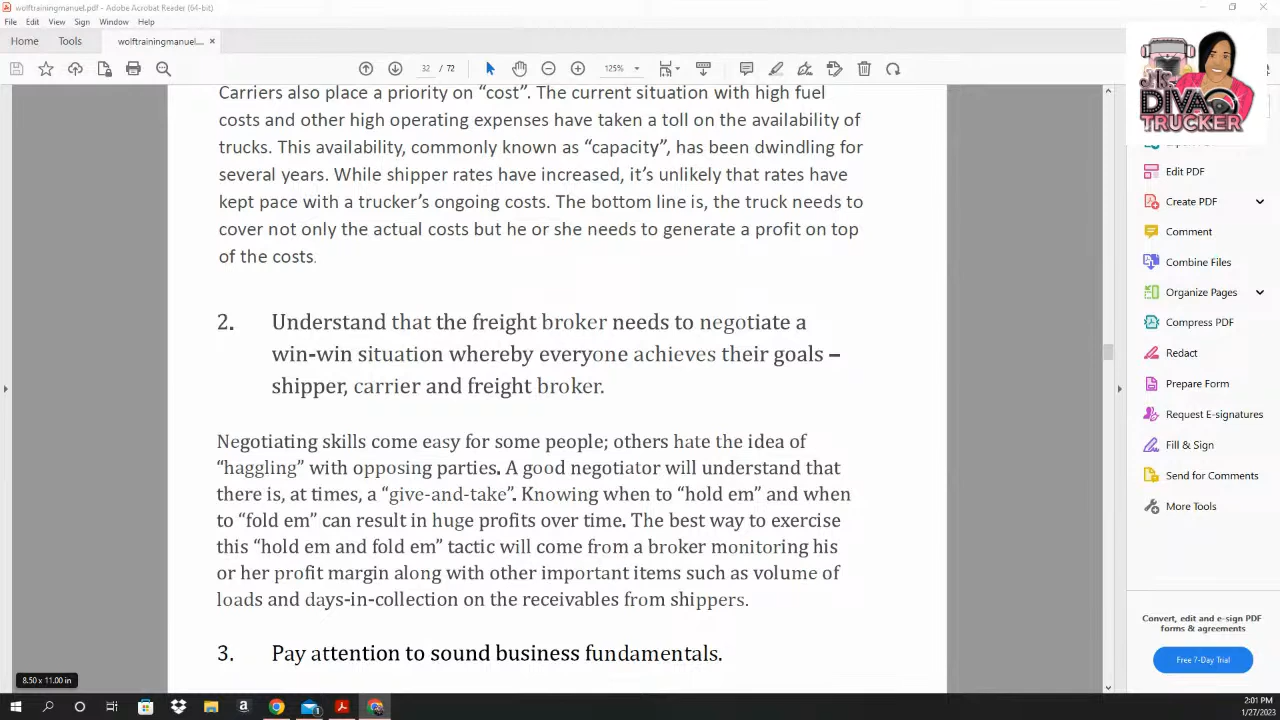 wolftrainingmanuel.pdf - Adobe Acrobat Reader (64-bit)
File Edit View Sign Window Help
Home Tools wolftrainingmanuel... ×
32 125%
Carriers also place a priority on “cost”. The current situation with high fuel
costs and other high operating expenses have taken a toll on the availability of
trucks. This availability, commonly known as “capacity”, has been dwindling for
several years. While shipper rates have increased, it’s unlikely that rates have
kept pace with a trucker’s ongoing costs. The bottom line is, the truck needs to
cover not only the actual costs but he or she needs to generate a profit on top
of the costs.
2. Understand that the freight broker needs to negotiate a
win-win situation whereby everyone achieves their goals –
shipper, carrier and freight broker.
Negotiating skills come easy for some people; others hate the idea of
“haggling” with opposing parties. A good negotiator will understand that
there is, at times, a “give-and-take”. Knowing when to “hold em” and when
to “fold em” can result in huge profits over time. The best way to exercise
this “hold em and fold em” tactic will come from a broker monitoring his
or her profit margin along with other important items such as volume of
loads and days-in-collection on the receivables from shippers.
3. Pay attention to sound business fundamentals.
8.50 x 11.00 in
DIVA
TRUCKER
Edit PDF
Create PDF
Comment
Combine Files
Organize Pages
Compress PDF
Redact
Prepare Form
Request E-signatures
Fill & Sign
Send for Comments
More Tools
Convert, edit and e-sign PDF
forms & agreements
Free 7-Day Trial
2:01 PM
1/27/2023